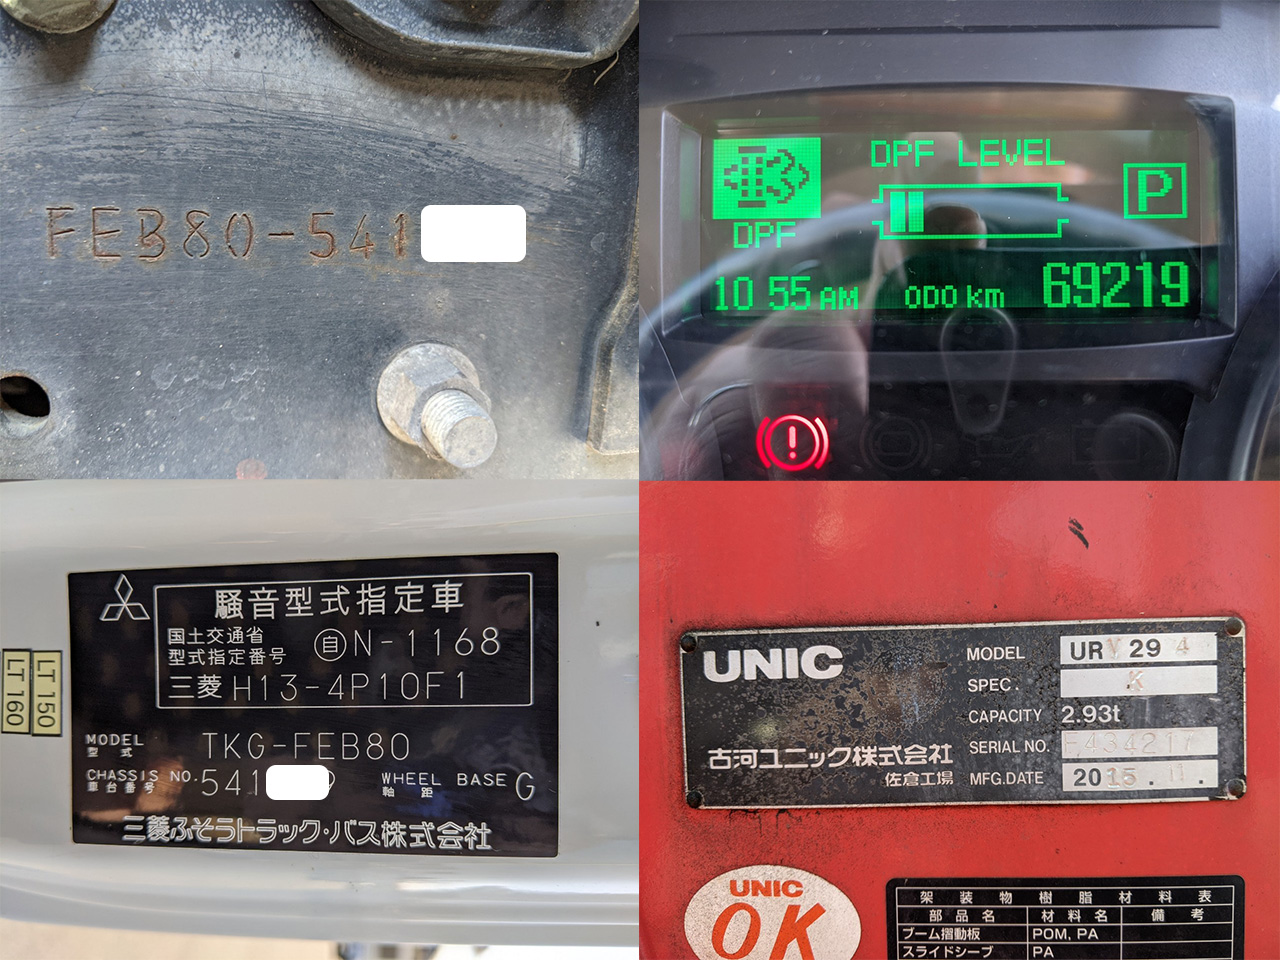 FEB80-541
DPF LEVEL
P
DPF
10 55 AM
ODO km
69219
騒音型式指定車
国土交通省
型式指定番号
自 N-1168
三菱 H13-4P10F1
LT 150
LT 160
MODEL
型式
TKG-FEB80
CHASSIS NO.
車台番号
541
WHEEL BASE
軸距
G
三菱ふそうトラック・バス株式会社
UNIC
MODEL URV294
SPEC. K
CAPACITY 2.93t
古河ユニック株式会社
佐倉工場
SERIAL NO.
MFG.DATE 2015.11.
UNIC
OK
架装物樹脂材料表
部品名 材料名 備考
ブーム摺動板 POM, PA
スライドシーブ PA